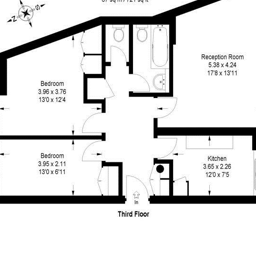 Reception Room
5.38 x 4.24
17'8 x 13'11
Bedroom
3.96 x 3.76
13'0 x 12'4
Bedroom
3.95 x 2.11
13'0 x 6'11
Kitchen
3.65 x 2.26
12'0 x 7'5
In
Third Floor